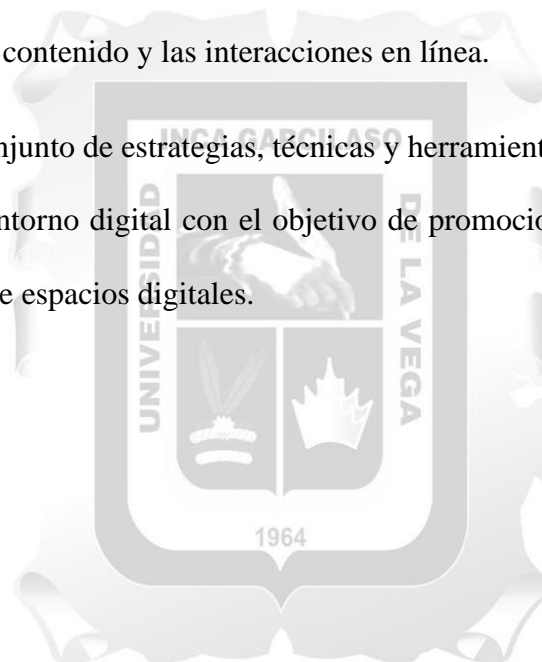 contenido y las interacciones en línea.
INCA GARCILASO
njunto de estrategias, técnicas y herramient
UNIVERSIDAD
DE LA VEGA
ntorno digital con el objetivo de promocio
e espacios digitales.
1964